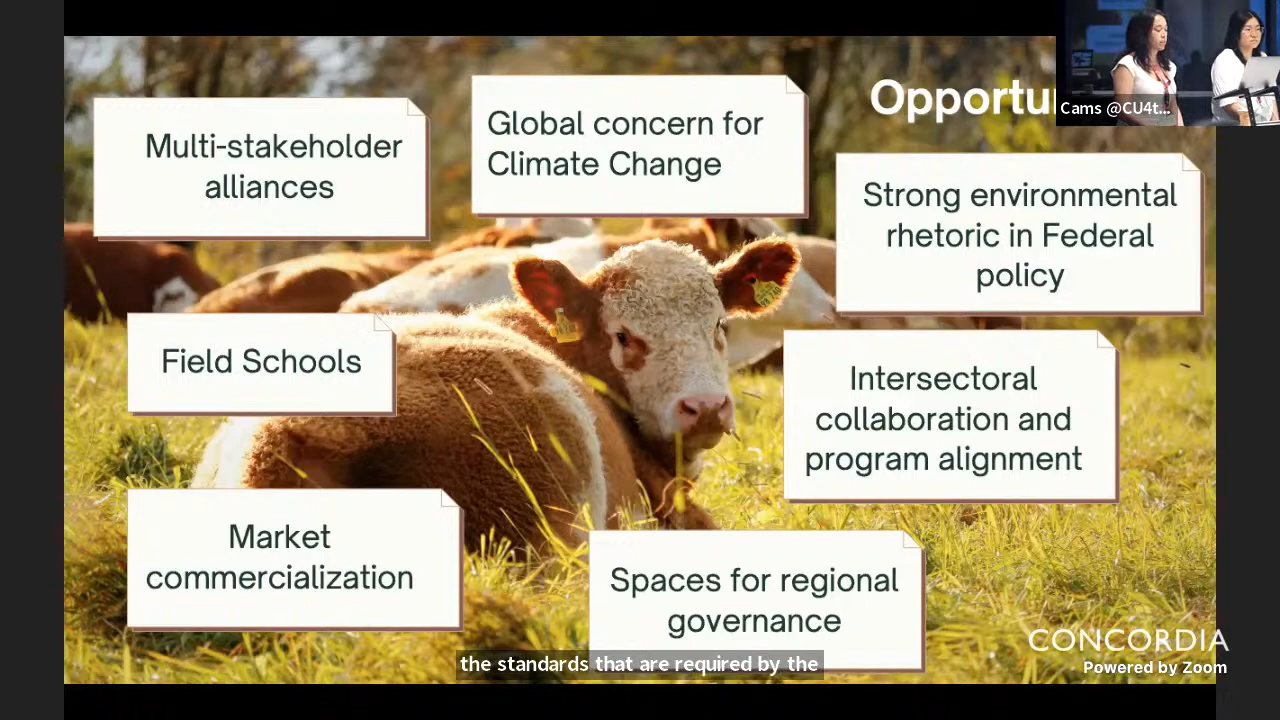 Opportu
Cams @CU4t...
Multi-stakeholder
alliances
Global concern for
Climate Change
Strong environmental
rhetoric in Federal
policy
Field Schools
Intersectoral
collaboration and
program alignment
Market
commercialization
Spaces for regional
governance
the standards that are required by the
CONCORDIA
Powered by Zoom